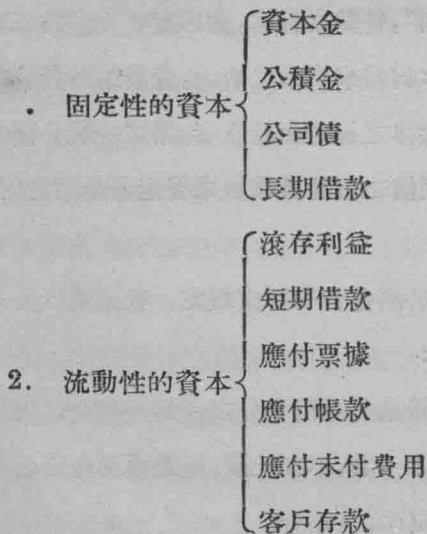 資本金
公積金
. 固定性的資本
公司債
長期借款
滾存利益
短期借款
應付票據
2. 流動性的資本
應付帳款
應付未付費用
客戶存款